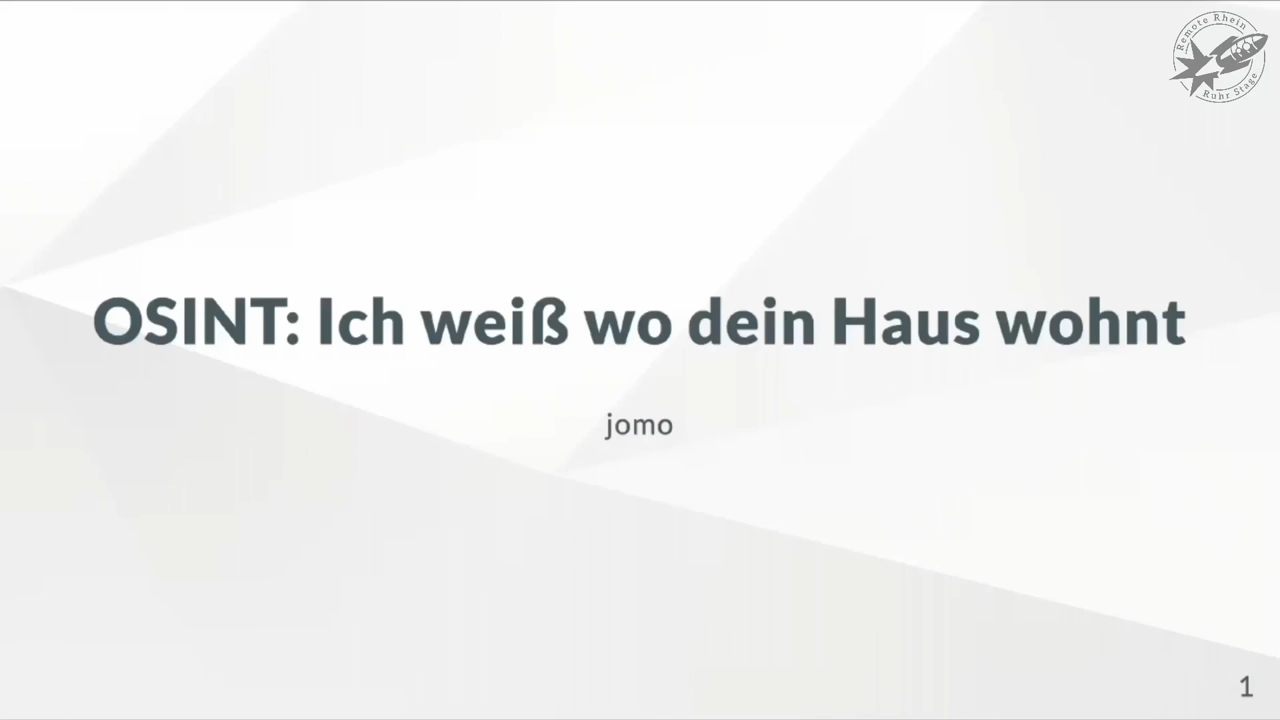 Remote Rhein
Ruhr Stage
OSINT: Ich weiß wo dein Haus wohnt
jomo
1